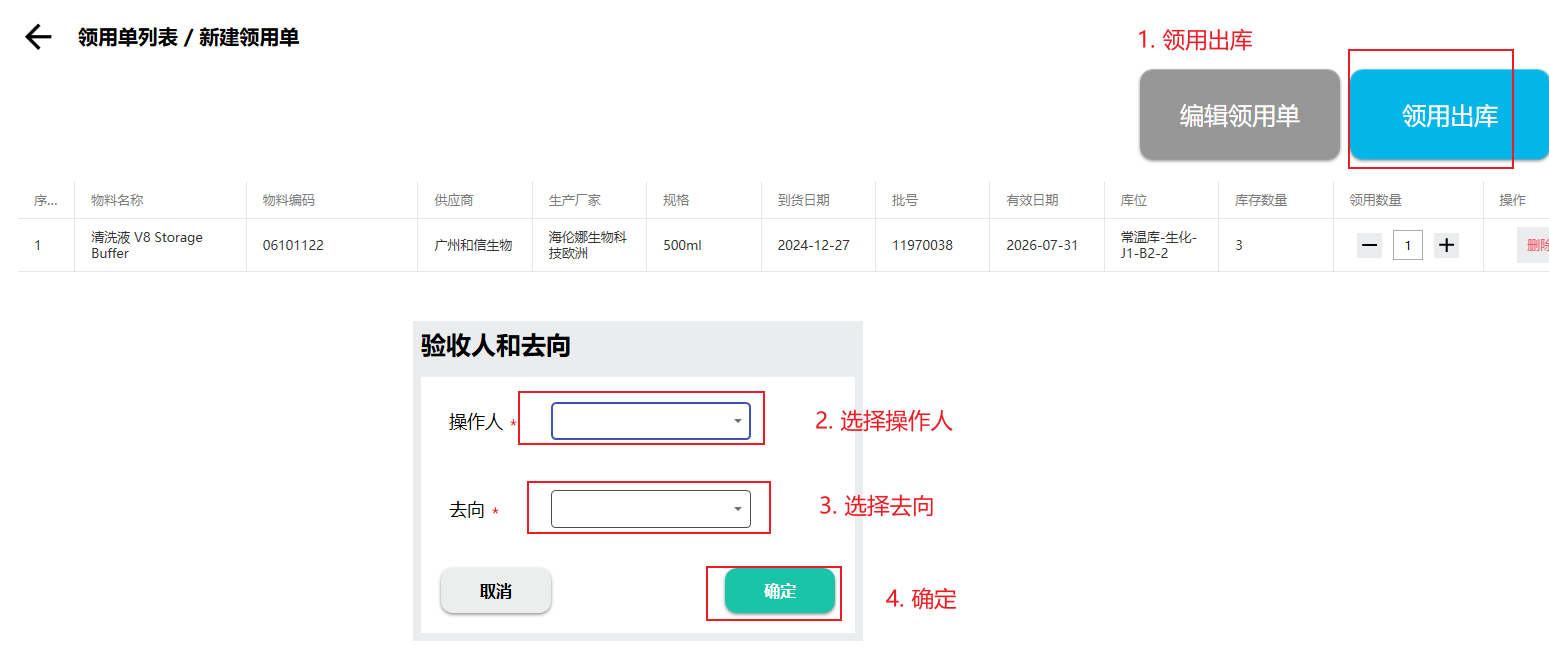 领用单列表 / 新建领用单
1. 领用出库
编辑领用单
领用出库
序... 物料名称 物料编码 供应商 生产厂家 规格 到货日期 批号 有效日期 库位 库存数量 领用数量 操作
1 清洗液 V8 Storage Buffer 06101122 广州和信生物 海伦娜生物科技欧洲 500ml 2024-12-27 11970038 2026-07-31 常温库-生化-J1-B2-2 3 1 删除
验收人和去向
操作人 *
2. 选择操作人
去向 *
3. 选择去向
取消
确定
4. 确定